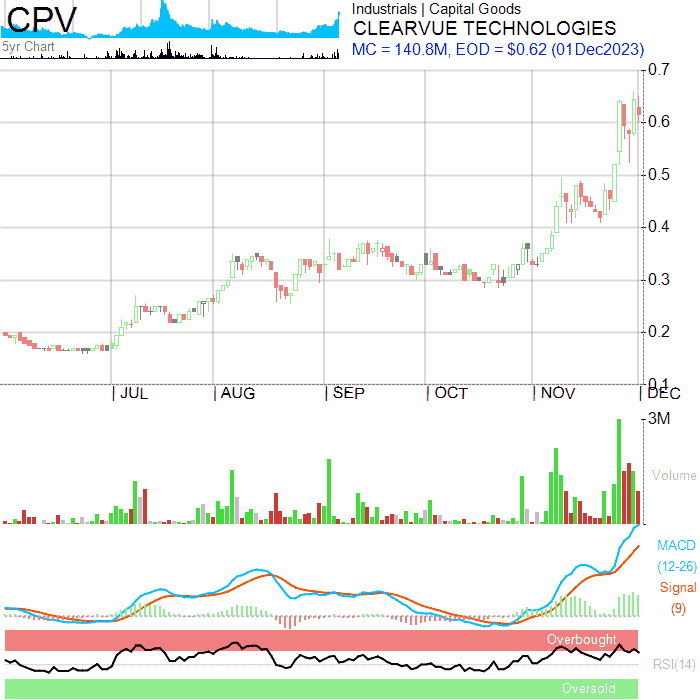 CPV
Industrials | Capital Goods
CLEARVUE TECHNOLOGIES
5yr Chart
MC = 140.8M, EOD = $0.62 (01Dec2023)
0.7
0.6
0.5
0.4
0.3
0.2
0.1
| JUL | AUG | SEP | OCT | NOV | DEC
3M
Volume
MACD
(12-26)
Signal
(9)
Overbought
RSI(14)
Oversold